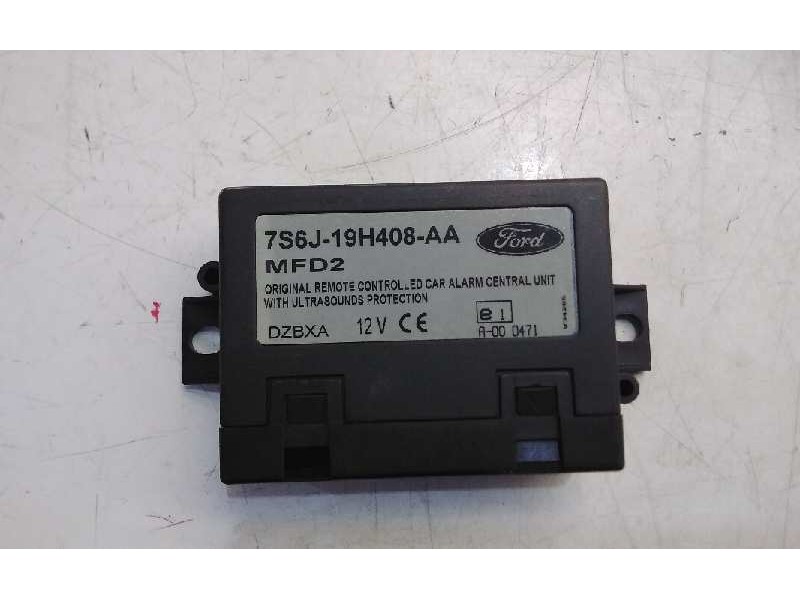 7S6J-19H408-AA
Ford
MFD2
ORIGINAL REMOTE CONTROLLED CAR ALARM CENTRAL UNIT
WITH ULTRASOUNDS PROTECTION
DZBXA 12V CE e1
A-00 0471